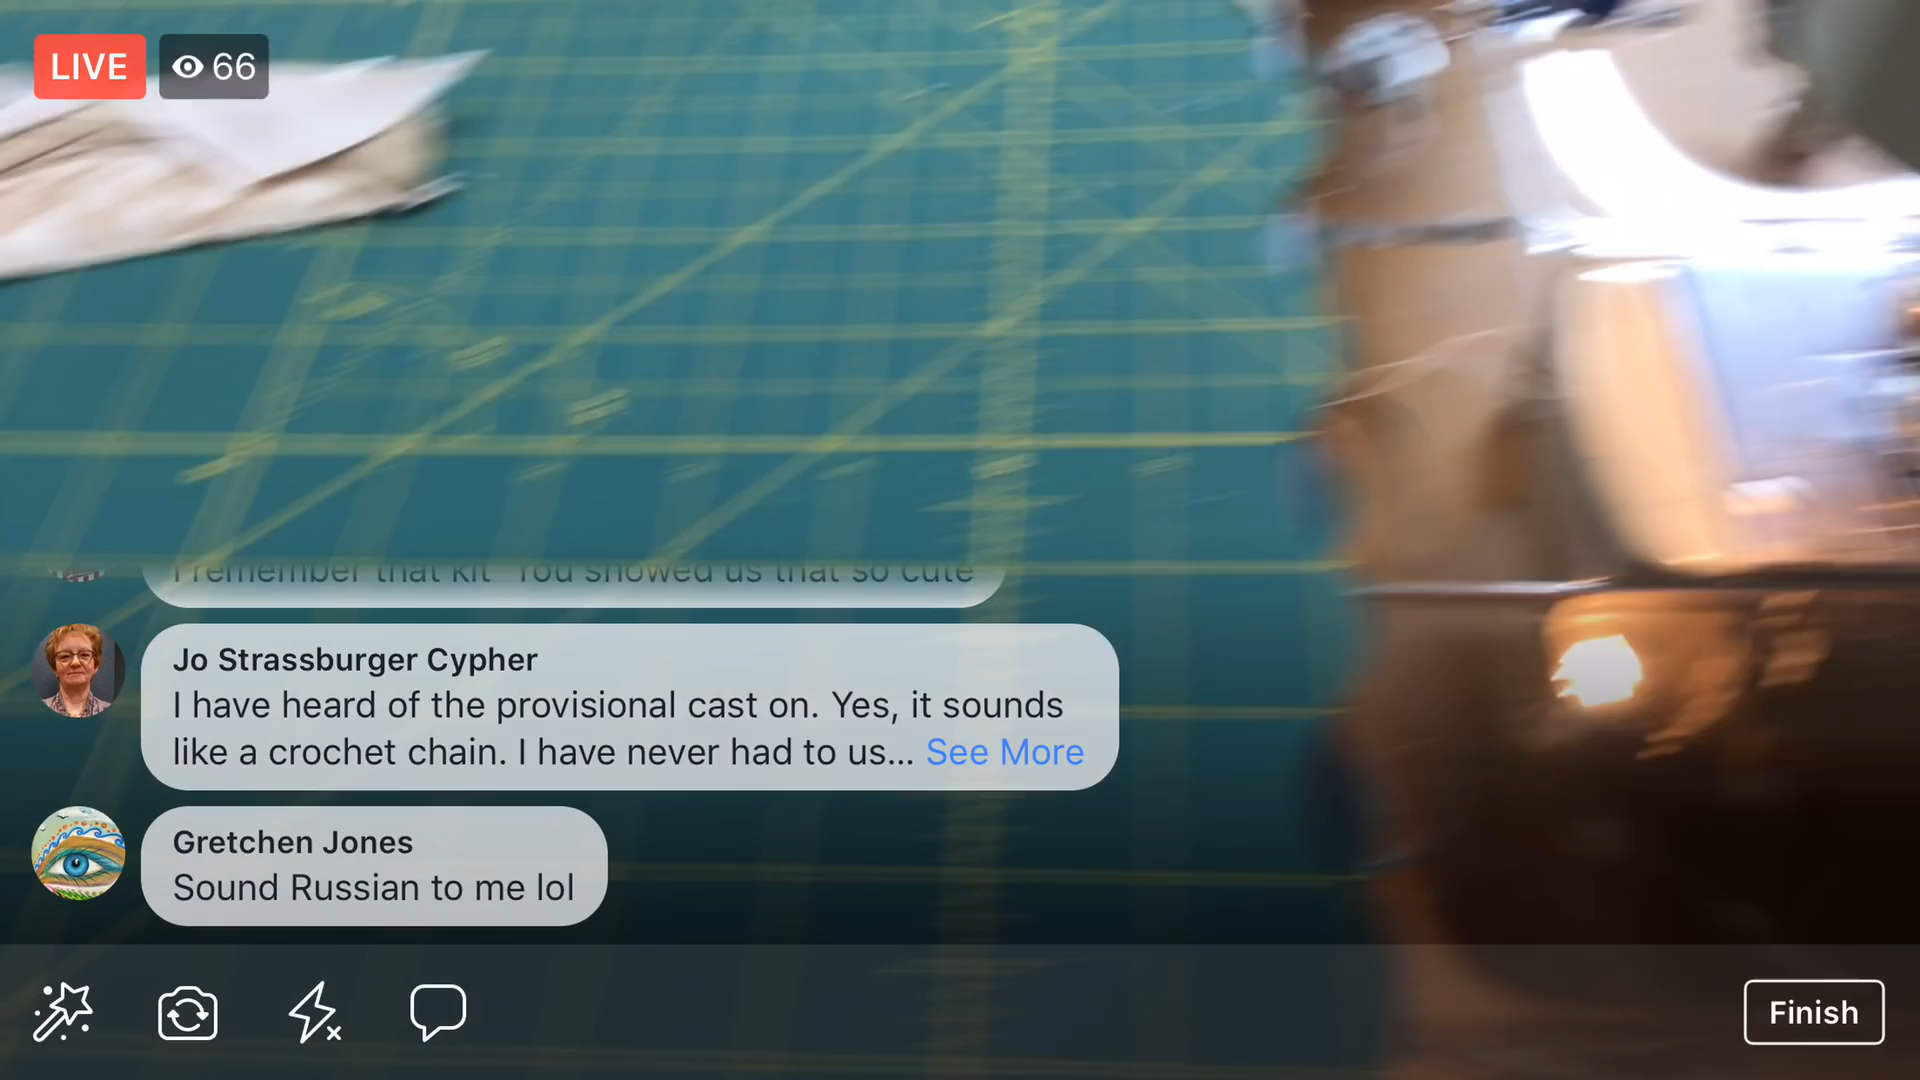 LIVE
66
I remember that kit You showed us that so cute
Jo Strassburger Cypher
I have heard of the provisional cast on. Yes, it sounds
like a crochet chain. I have never had to us... See More
Gretchen Jones
Sound Russian to me lol
Finish